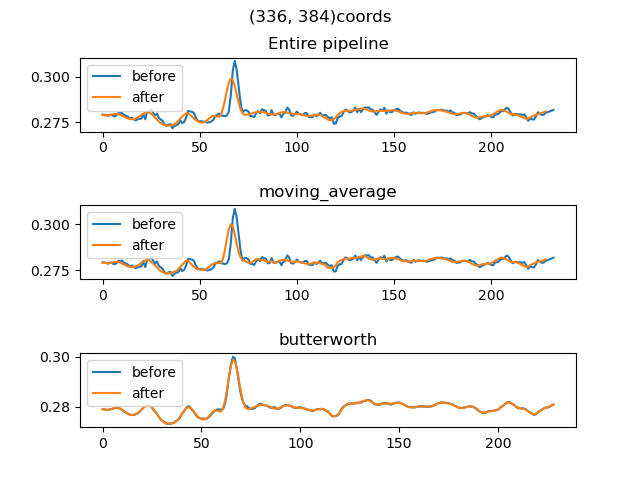 (336, 384)coords
Entire pipeline
0.300
0.275
before
after
0 50 100 150 200
moving_average
0.300
0.275
before
after
0 50 100 150 200
butterworth
0.30
0.28
before
after
0 50 100 150 200